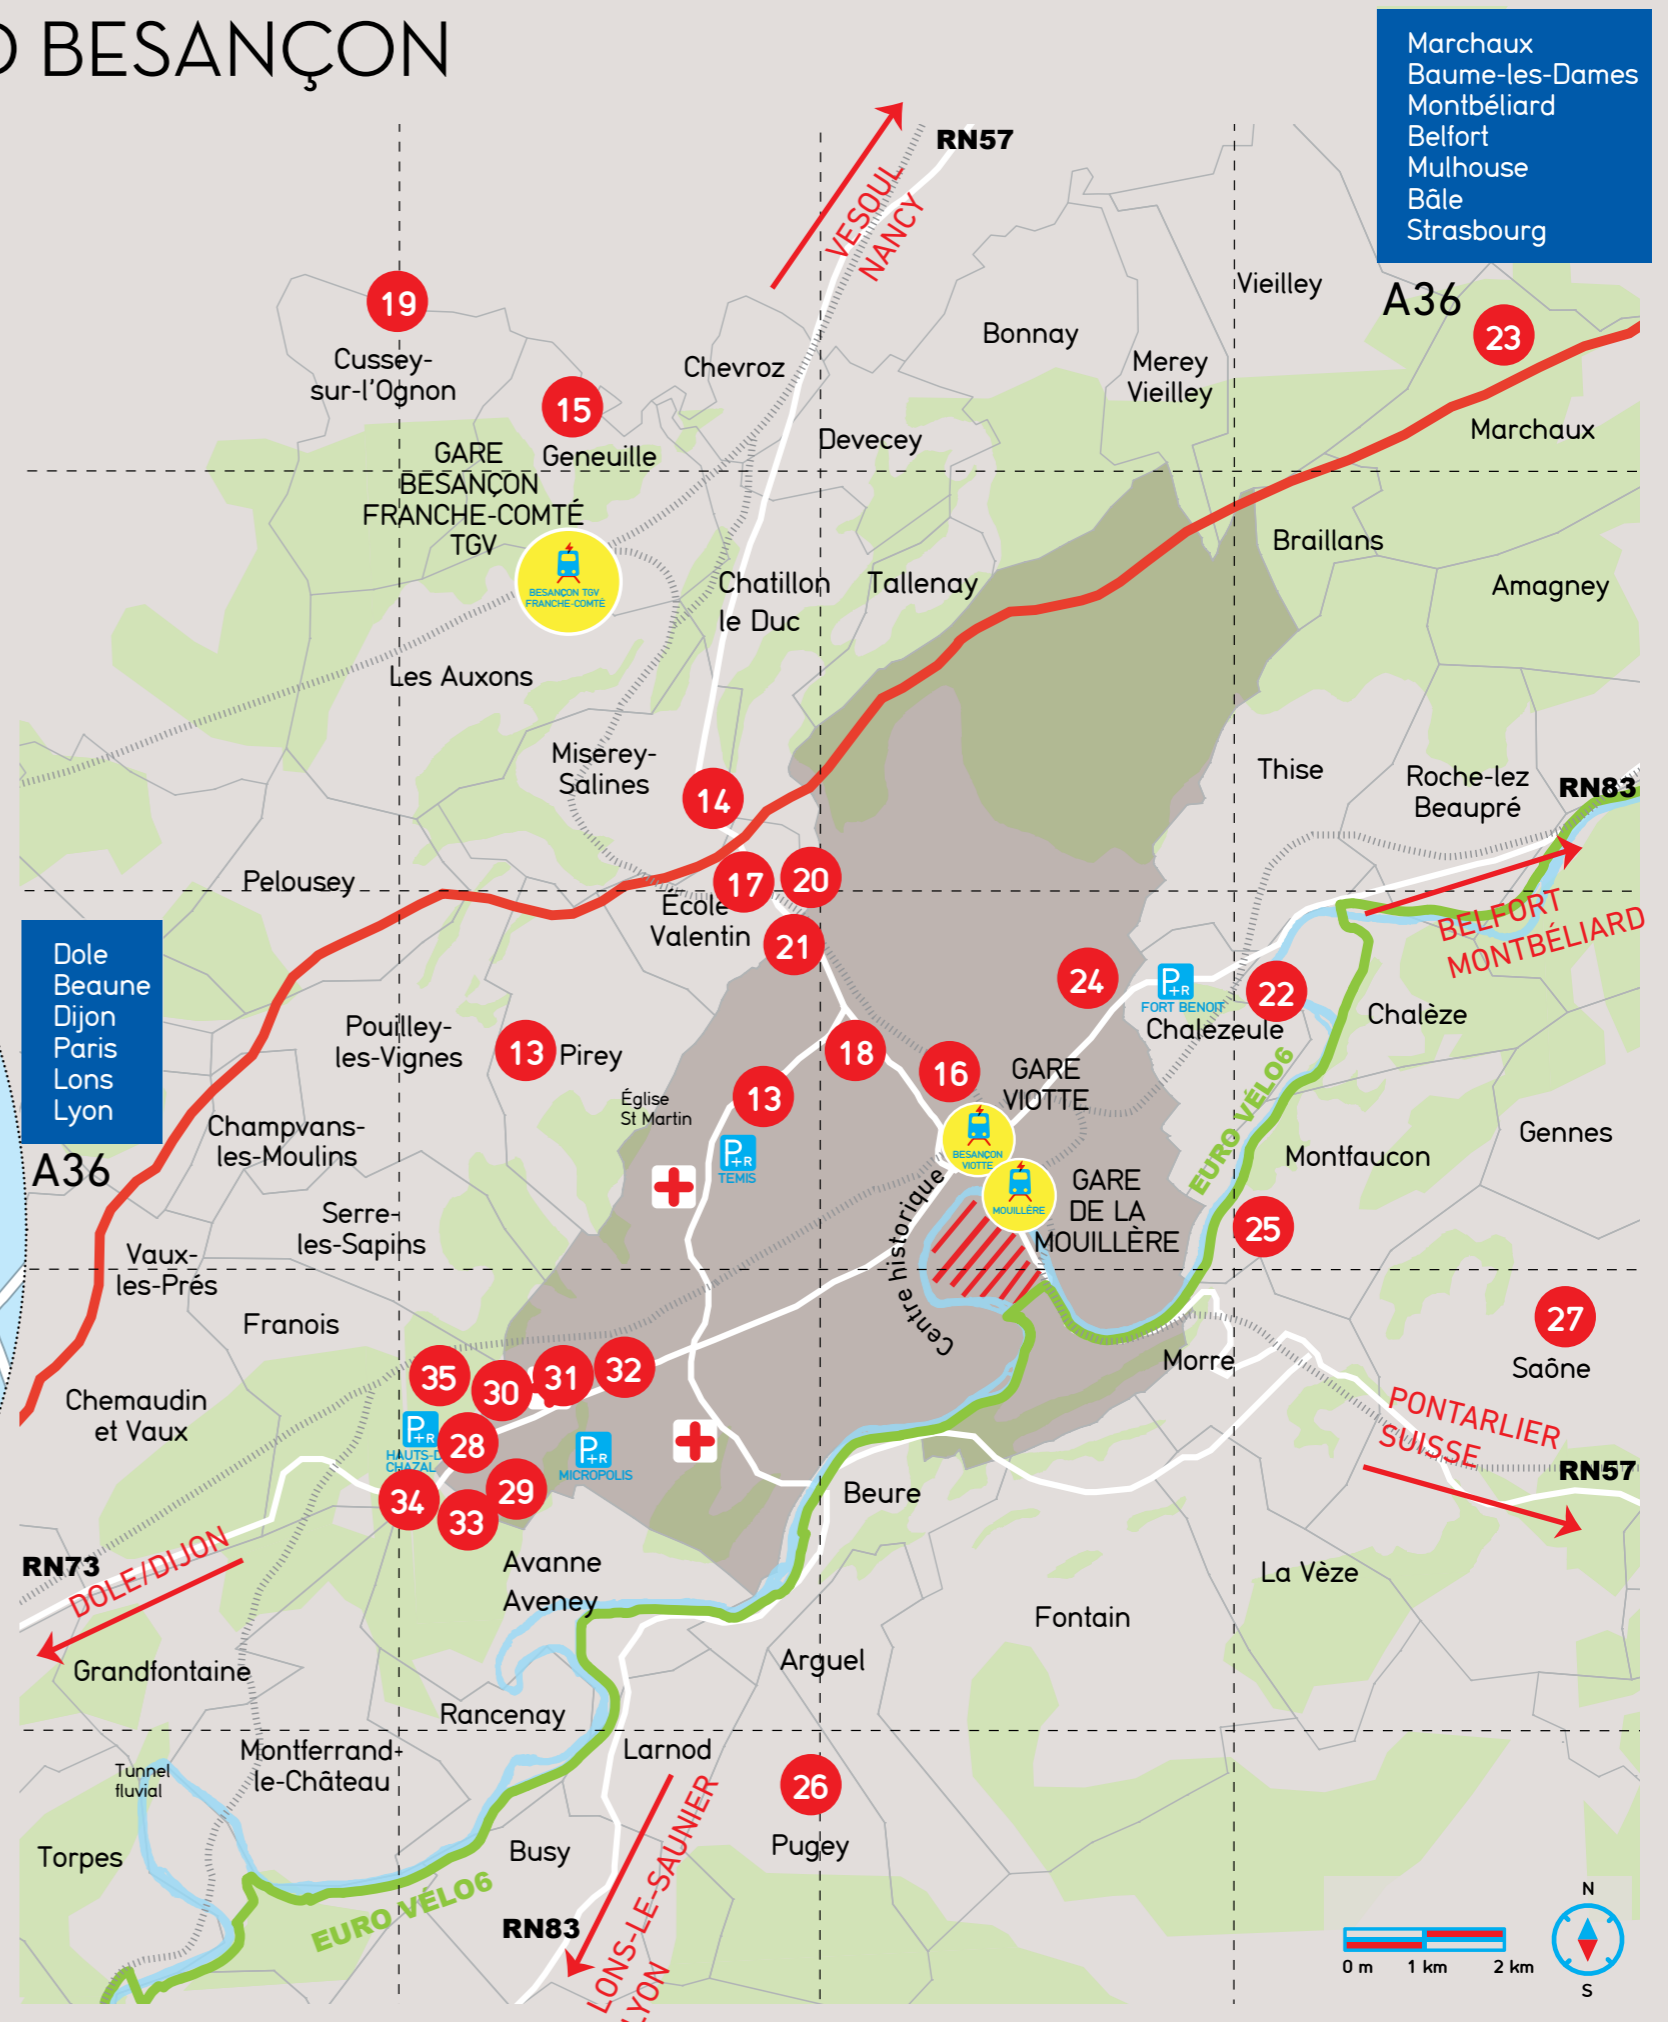 BESANÇON
Marchaux
Baume-les-Dames
Montbéliard
Belfort
Mulhouse
Bâle
Strasbourg
RN57
VESOUL
NANCY
Vieilley
A36
19
23
Bonnay
Cussey-
sur-l'Ognon
Chevroz
Merey
Vieilley
15
Marchaux
Devecey
GARE
BESANÇON
FRANCHE-COMTÉ
TGV
Geneuille
BESANÇON TGV
FRANCHE-COMTÉ
Braillans
Chatillon
le Duc
Tallenay
Amagney
Les Auxons
Miserey-
Salines
14
Thise
Roche-lez
Beaupré
RN83
Pelousey
17
20
École
Valentin
21
BELFORT
MONTBÉLIARD
Dole
Beaune
Dijon
Paris
Lons
Lyon
A36
24
P+R
FORT BENOIT
22
Chalezeule
Chalèze
Pouilley-
les-Vignes
13
Pirey
18
16
GARE
VIOTTE
Église
St Martin
13
P+R
TEMIS
BESANÇON
VIOTTE
EURO VÉLO6
Champvans-
les-Moulins
Gennes
Montfaucon
MOUILLÈRE
GARE
DE LA
MOUILLÈRE
Centre historique
25
Serre-
les-Sapins
Vaux-
les-Prés
Franois
27
Saône
35
30
31
32
Morre
Chemaudin
et Vaux
P+R
HAUTS-D
CHAZAL
28
P+R
MICROPOLIS
PONTARLIER
SUISSE
RN57
34
33
29
Beure
RN73
DOLE/DIJON
Avanne
Aveney
La Vèze
Fontain
Grandfontaine
Arguel
Rancenay
Montferrand-
le-Château
Larnod
Tunnel
fluvial
26
Pugey
Torpes
Busy
EURO VÉLO6
RN83
LONS-LE-SAUNIER
LYON
N
S
0 m 1 km 2 km